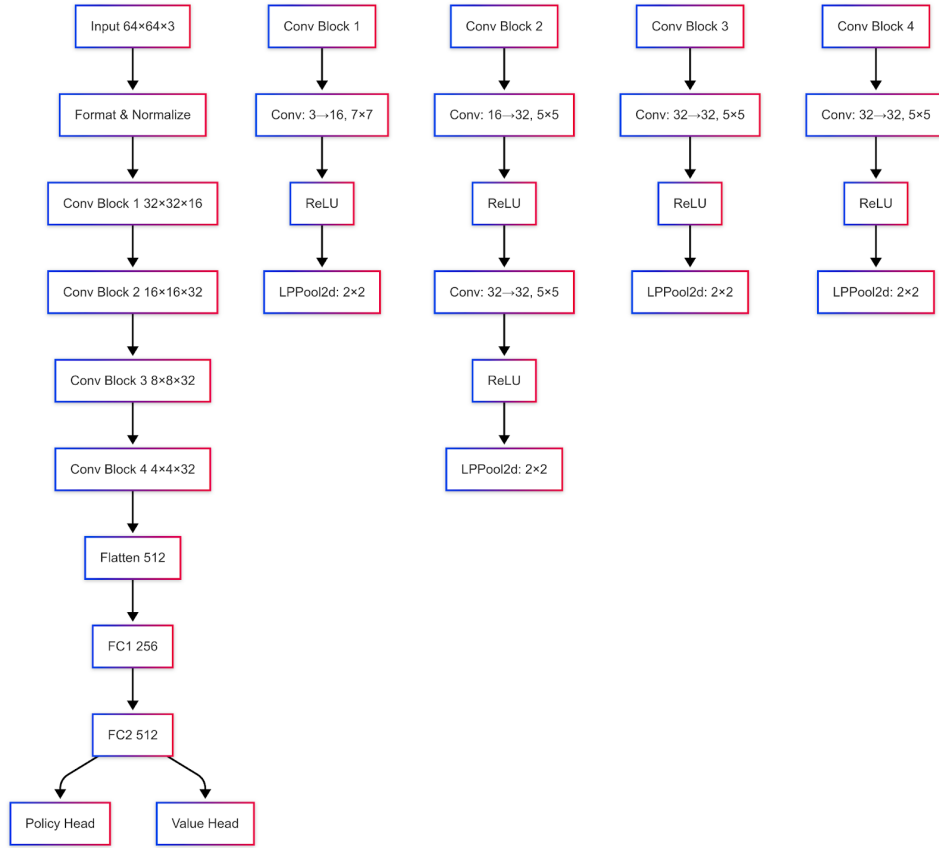 Input 64×64×3
Format & Normalize
Conv Block 1 32×32×16
Conv Block 2 16×16×32
Conv Block 3 8×8×32
Conv Block 4 4×4×32
Flatten 512
FC1 256
FC2 512
Policy Head
Value Head
Conv Block 1
Conv: 3→16, 7×7
ReLU
LPPool2d: 2×2
Conv Block 2
Conv: 16→32, 5×5
ReLU
Conv: 32→32, 5×5
ReLU
LPPool2d: 2×2
Conv Block 3
Conv: 32→32, 5×5
ReLU
LPPool2d: 2×2
Conv Block 4
Conv: 32→32, 5×5
ReLU
LPPool2d: 2×2